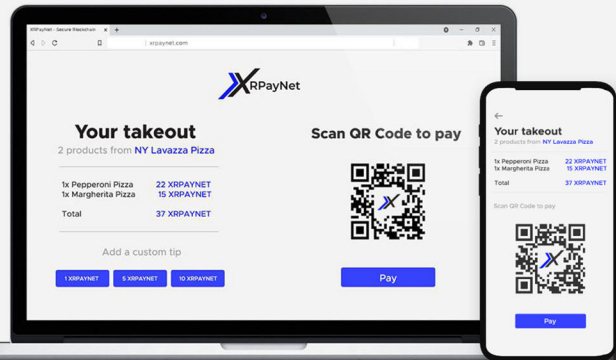 XRPayNet - Secure Blockchain
xrpaynet.com
XRPayNet
Your takeout
2 products from NY Lavazza Pizza
1x Pepperoni Pizza 22 XRPAYNET
1x Margherita Pizza 15 XRPAYNET
Total 37 XRPAYNET
Add a custom tip
1 XRPAYNET 5 XRPAYNET 10 XRPAYNET
Scan QR Code to pay
Pay
Your takeout
2 products from NY Lavazza Pizza
1x Pepperoni Pizza 22 XRPAYNET
1x Margherita Pizza 15 XRPAYNET
Total 37 XRPAYNET
Scan QR Code to pay
Pay